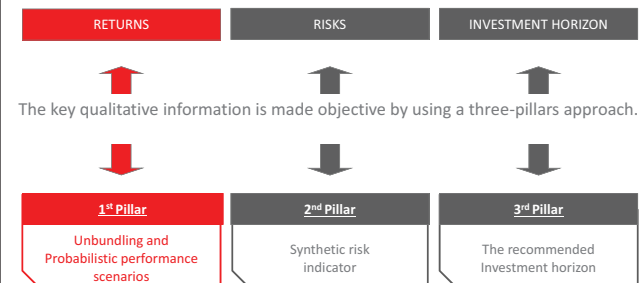 RETURNS
RISKS
INVESTMENT HORIZON
The key qualitative information is made objective by using a three-pillars approach.
1st Pillar
2nd Pillar
3rd Pillar
Unbundling and
Probabilistic performance
scenarios
Synthetic risk
indicator
The recommended
Investment horizon